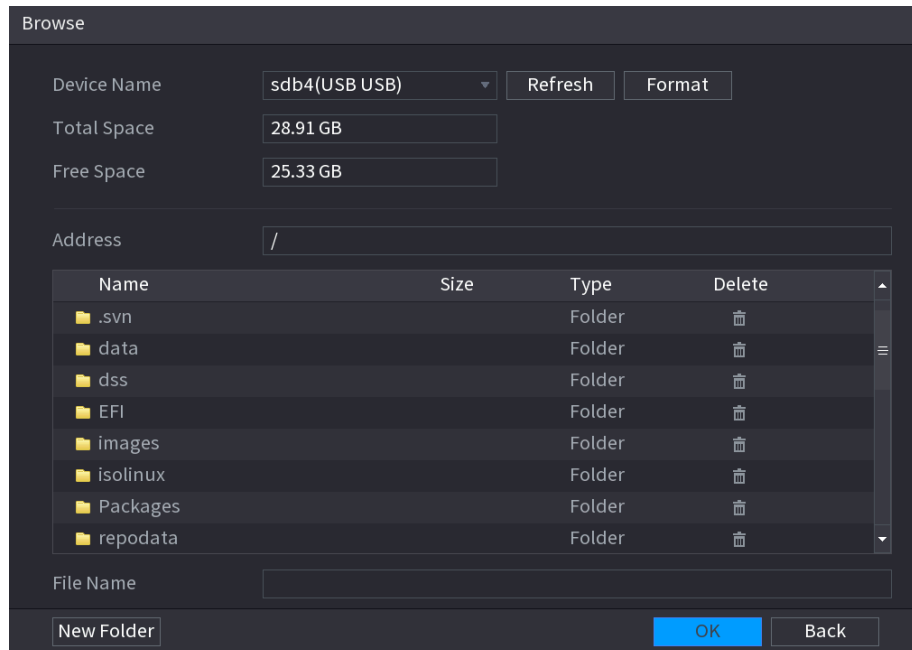 Browse
Device Name sdb4(USB USB) Refresh Format
Total Space 28.91 GB
Free Space 25.33 GB
Address /
Name Size Type Delete
.svn Folder
data Folder
dss Folder
EFI Folder
images Folder
isolinux Folder
Packages Folder
repodata Folder
File Name
New Folder OK Back